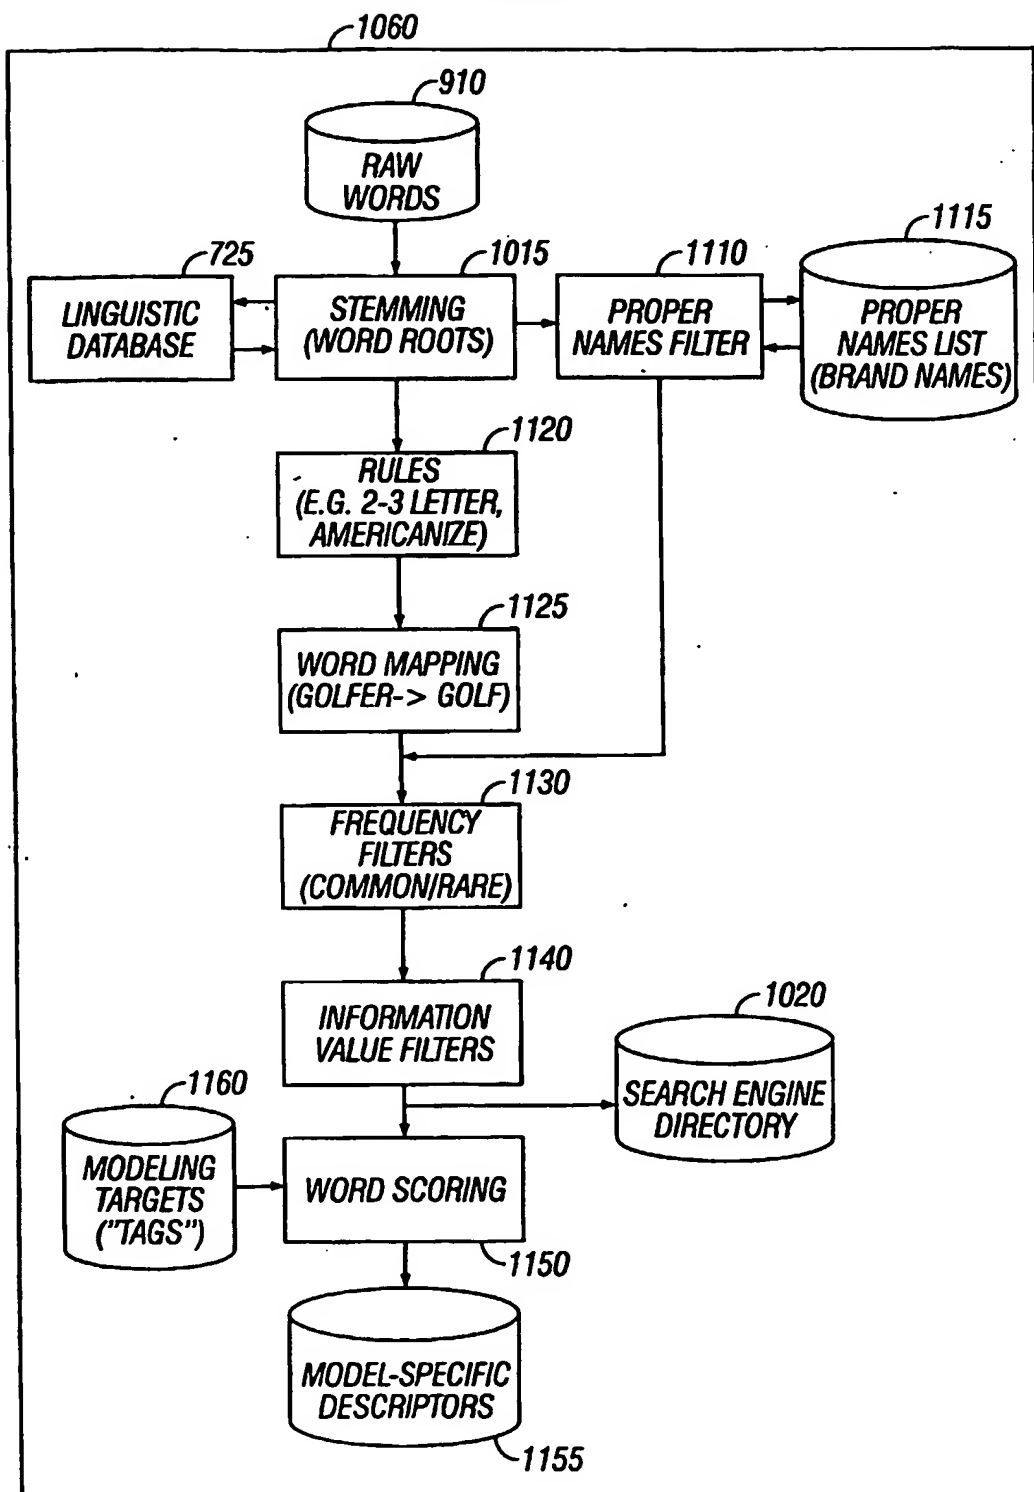 1060
910
RAW
WORDS
725
1015
1110
1115
LINGUISTIC
DATABASE
STEMMING
(WORD ROOTS)
PROPER
NAMES FILTER
PROPER
NAMES LIST
(BRAND NAMES)
1120
RULES
(E.G. 2-3 LETTER,
AMERICANIZE)
1125
WORD MAPPING
(GOLFER-> GOLF)
1130
FREQUENCY
FILTERS
(COMMON/RARE)
1140
INFORMATION
VALUE FILTERS
1020
SEARCH ENGINE
DIRECTORY
1160
MODELING
TARGETS
("TAGS")
WORD SCORING
1150
MODEL-SPECIFIC
DESCRIPTORS
1155